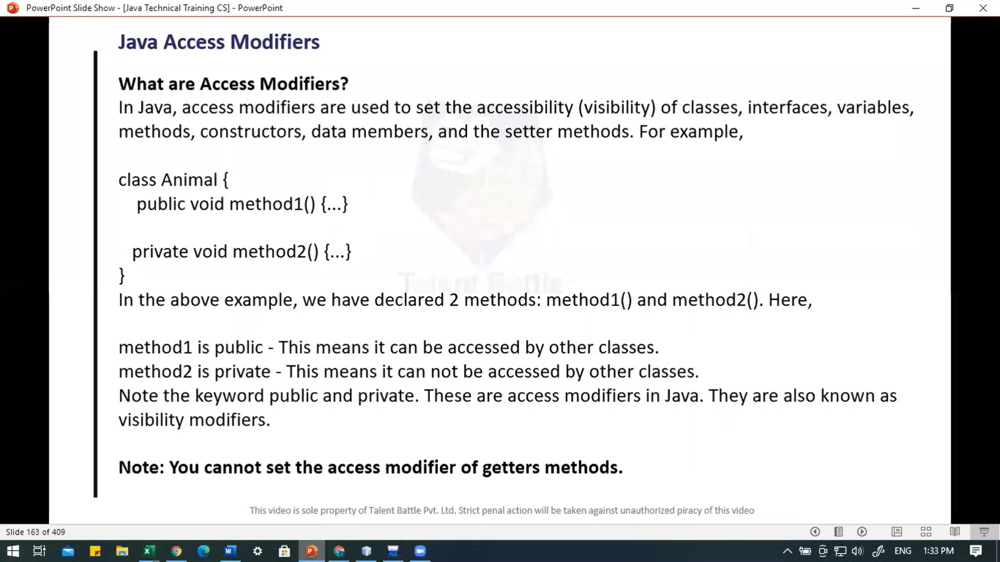 PowerPoint Slide Show - [Java Technical Training CS] - PowerPoint
Java Access Modifiers
What are Access Modifiers?
In Java, access modifiers are used to set the accessibility (visibility) of classes, interfaces, variables,
methods, constructors, data members, and the setter methods. For example,
class Animal {
public void method1() {...}
private void method2() {...}
}
Talent Battle
In the above example, we have declared 2 methods: method1() and method2(). Here,
method1 is public - This means it can be accessed by other classes.
method2 is private - This means it can not be accessed by other classes.
Note the keyword public and private. These are access modifiers in Java. They are also known as
visibility modifiers.
Note: You cannot set the access modifier of getters methods.
This video is sole property of Talent Battle Pvt. Ltd. Strict penal action will be taken against unauthorized piracy of this video
Slide 163 of 409
DEV
ENG
1:33 PM